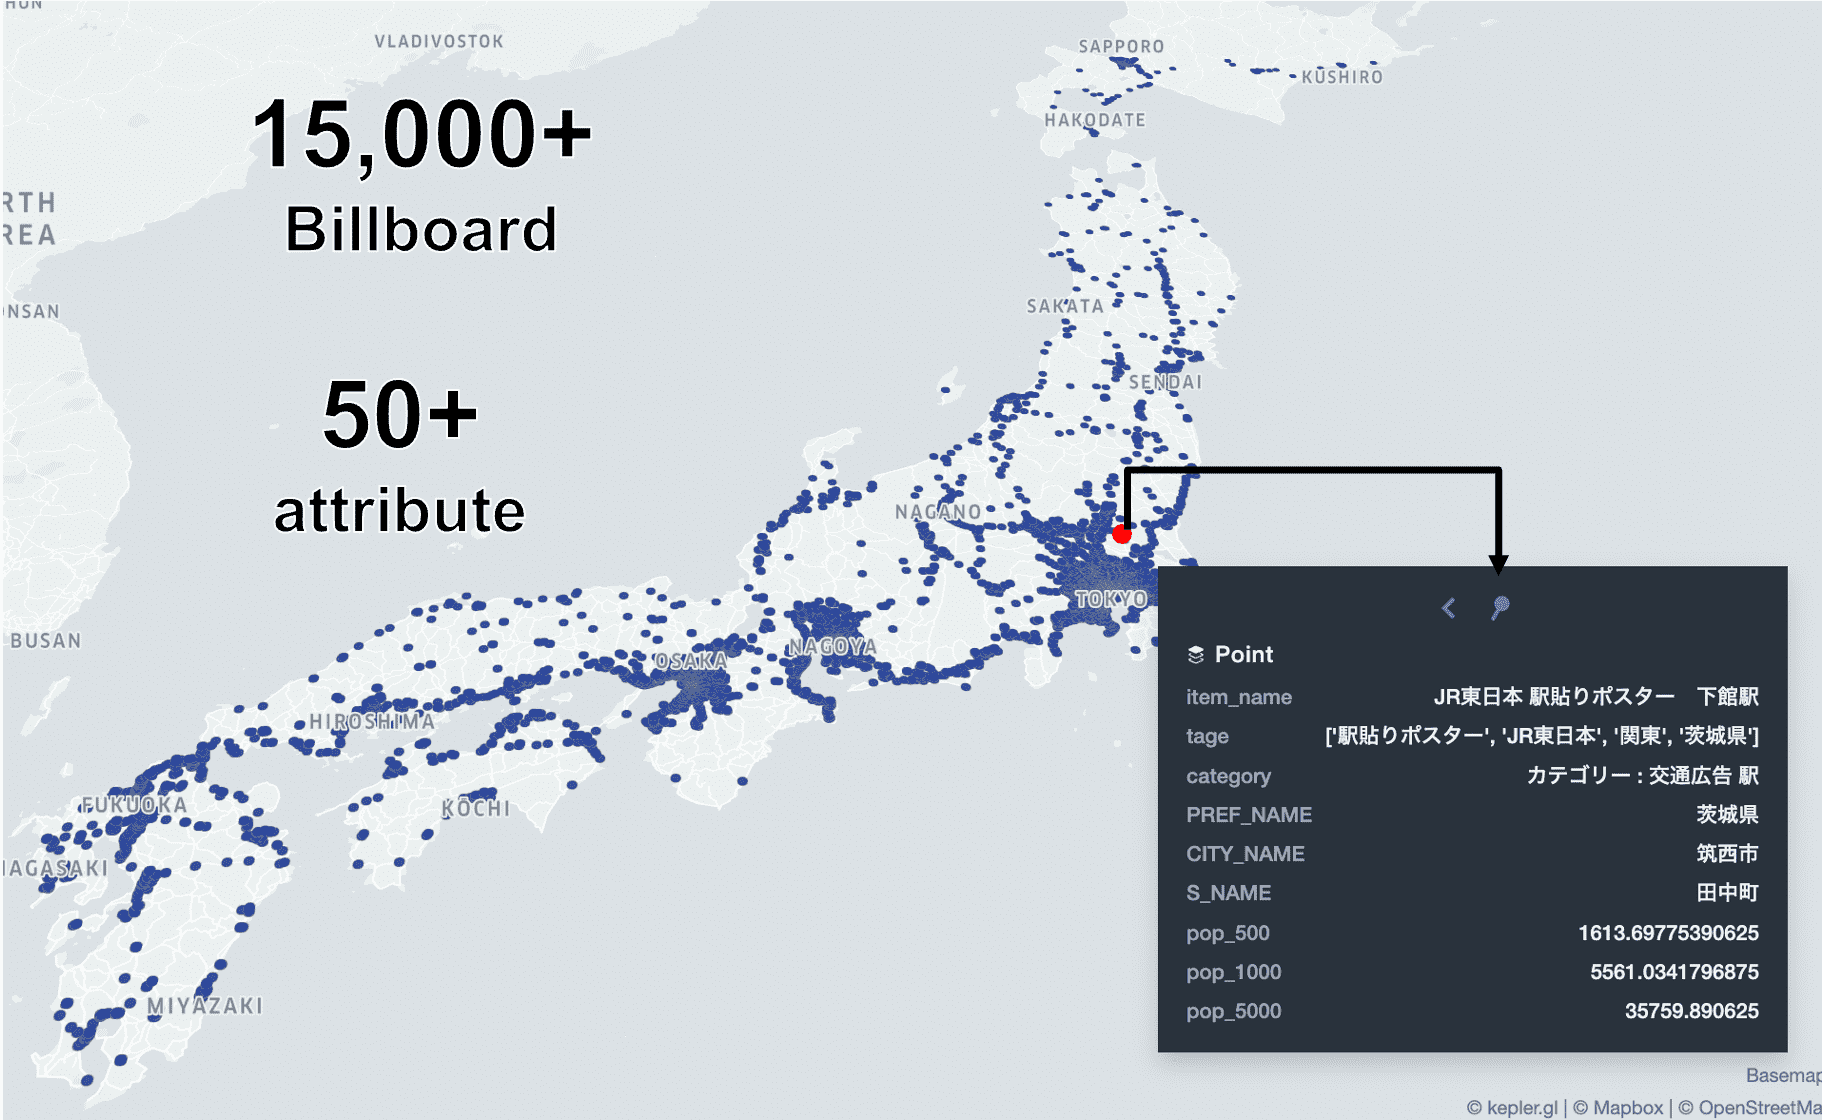 HUN
VLADIVOSTOK
SAPPORO
KUSHIRO
15,000+
HAKODATE
Billboard
RTH
REA
ONSAN
SAKATA
50+
SENDAI
attribute
NAGANO
TOKYO
BUSAN
NAGOYA
OSAKA
HIROSHIMA
FUKUOKA
KŌCHI
NAGASAKI
MIYAZAKI
Point
item_name JR東日本 駅貼りポスター　下館駅
tage ['駅貼りポスター', 'JR東日本', '関東', '茨城県']
category カテゴリー : 交通広告 駅
PREF_NAME 茨城県
CITY_NAME 筑西市
S_NAME 田中町
pop_500 1613.69775390625
pop_1000 5561.0341796875
pop_5000 35759.890625
Basemap
© kepler.gl | © Mapbox | © OpenStreetMa